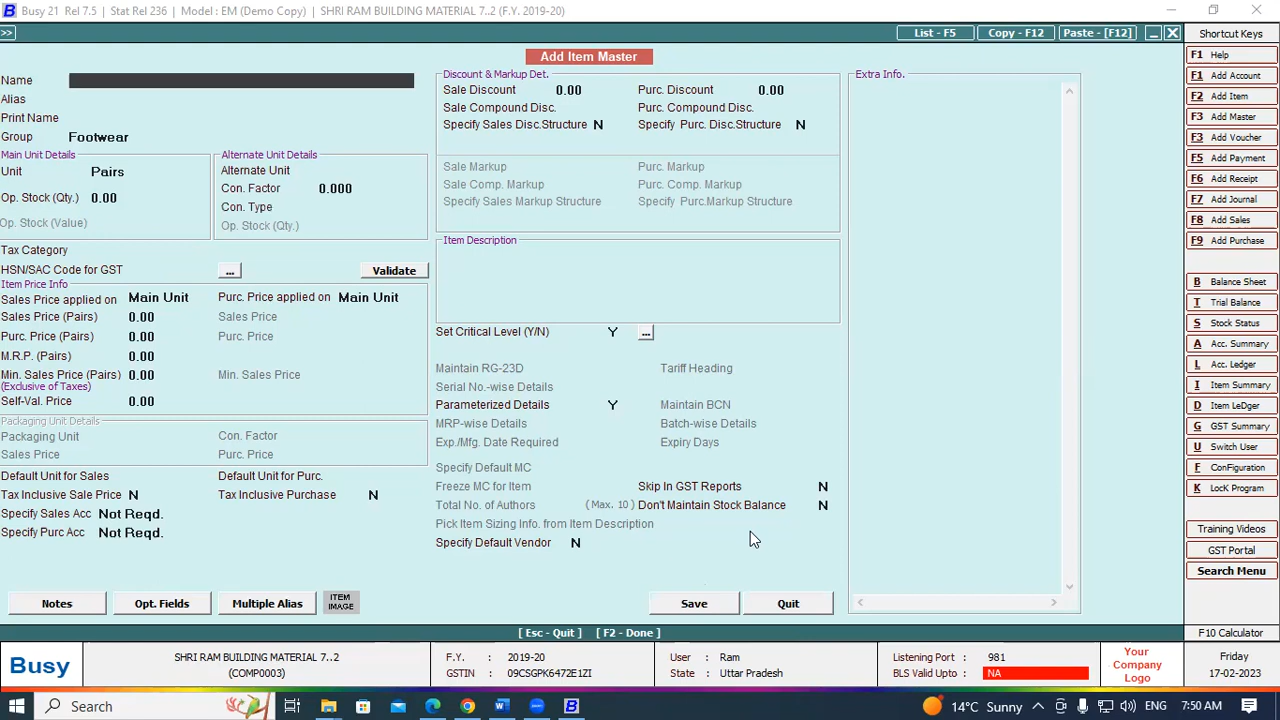 Busy 21 Rel 7.5 | Stat Rel 236 | Model : EM (Demo Copy) | SHRI RAM BUILDING MATERIAL 7..2 (F.Y. 2019-20)
>> List - F5 Copy - F12 Paste - [F12] Shortcut Keys
Add Item Master
Name
Alias
Print Name
Group Footwear
Main Unit Details
Unit Pairs
Op. Stock (Qty.) 0.00
Op. Stock (Value)
Alternate Unit Details
Alternate Unit
Con. Factor 0.000
Con. Type
Op. Stock (Qty.)
Tax Category
HSN/SAC Code for GST ... Validate
Item Price Info
Sales Price applied on Main Unit Purc. Price applied on Main Unit
Sales Price (Pairs) 0.00 Sales Price
Purc. Price (Pairs) 0.00 Purc. Price
M.R.P. (Pairs) 0.00
Min. Sales Price (Pairs) 0.00 Min. Sales Price
(Exclusive of Taxes)
Self-Val. Price 0.00
Packaging Unit Details
Packaging Unit Con. Factor
Sales Price Purc. Price
Default Unit for Sales Default Unit for Purc.
Tax Inclusive Sale Price N Tax Inclusive Purchase N
Specify Sales Acc Not Reqd.
Specify Purc Acc Not Reqd.
Notes Opt. Fields Multiple Alias ITEM IMAGE
Discount & Markup Det.
Sale Discount 0.00 Purc. Discount 0.00
Sale Compound Disc. Purc. Compound Disc.
Specify Sales Disc.Structure N Specify Purc. Disc.Structure N
Sale Markup Purc. Markup
Sale Comp. Markup Purc. Comp. Markup
Specify Sales Markup Structure Specify Purc.Markup Structure
Item Description
Set Critical Level (Y/N) Y ...
Maintain RG-23D Tariff Heading
Serial No.-wise Details
Parameterized Details Y Maintain BCN
MRP-wise Details Batch-wise Details
Exp./Mfg. Date Required Expiry Days
Specify Default MC
Freeze MC for Item Skip In GST Reports N
Total No. of Authors (Max. 10) Don't Maintain Stock Balance N
Pick Item Sizing Info. from Item Description
Specify Default Vendor N
Save Quit
Extra Info.
F1 Help
F1 Add Account
F2 Add Item
F3 Add Master
F3 Add Voucher
F5 Add Payment
F6 Add Receipt
F7 Add Journal
F8 Add Sales
F9 Add Purchase
B Balance Sheet
T Trial Balance
S Stock Status
A Acc. Summary
L Acc. Ledger
I Item Summary
D Item LeDger
G GST Summary
U Switch User
F ConFiguration
K LocK Program
Training Videos
GST Portal
Search Menu
[ Esc - Quit ] [ F2 - Done ] F10 Calculator
Busy
SHRI RAM BUILDING MATERIAL 7..2
(COMP0003)
F.Y. : 2019-20
GSTIN : 09CSGPK6472E1ZI
User : Ram
State : Uttar Pradesh
Listening Port : 981
BLS Valid Upto : NA
Your
Company
Logo
Friday
17-02-2023
Search 14°C Sunny ENG 7:50 AM